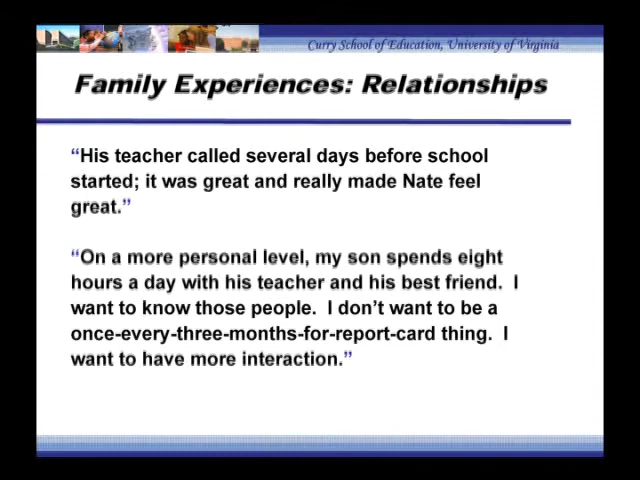 Curry School of Education, University of Virginia
Family Experiences: Relationships
“His teacher called several days before school
started; it was great and really made Nate feel
great.”
“On a more personal level, my son spends eight
hours a day with his teacher and his best friend. I
want to know those people. I don’t want to be a
once-every-three-months-for-report-card thing. I
want to have more interaction.”